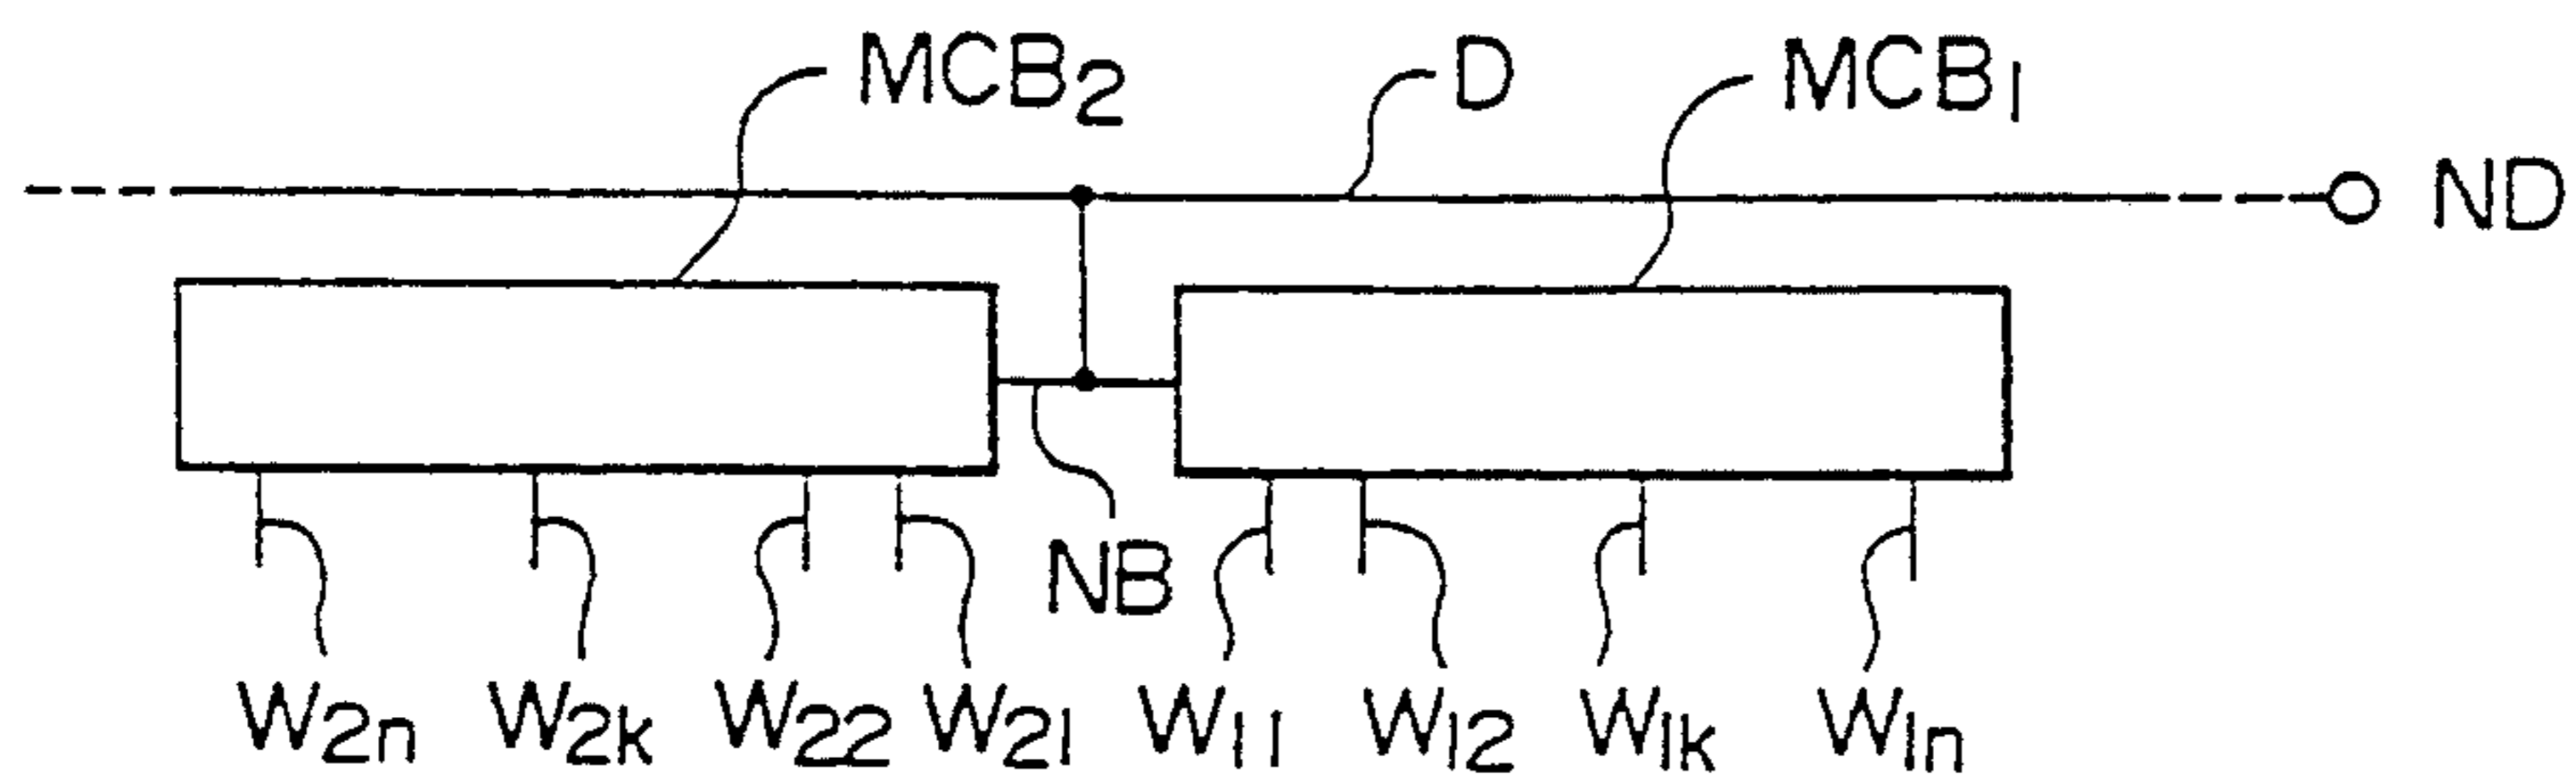 MCB₂ D MCB₁
ND
NB
W₂ₙ W₂ₖ W₂₂ W₂₁ W₁₁ W₁₂ W₁ₖ W₁ₙ